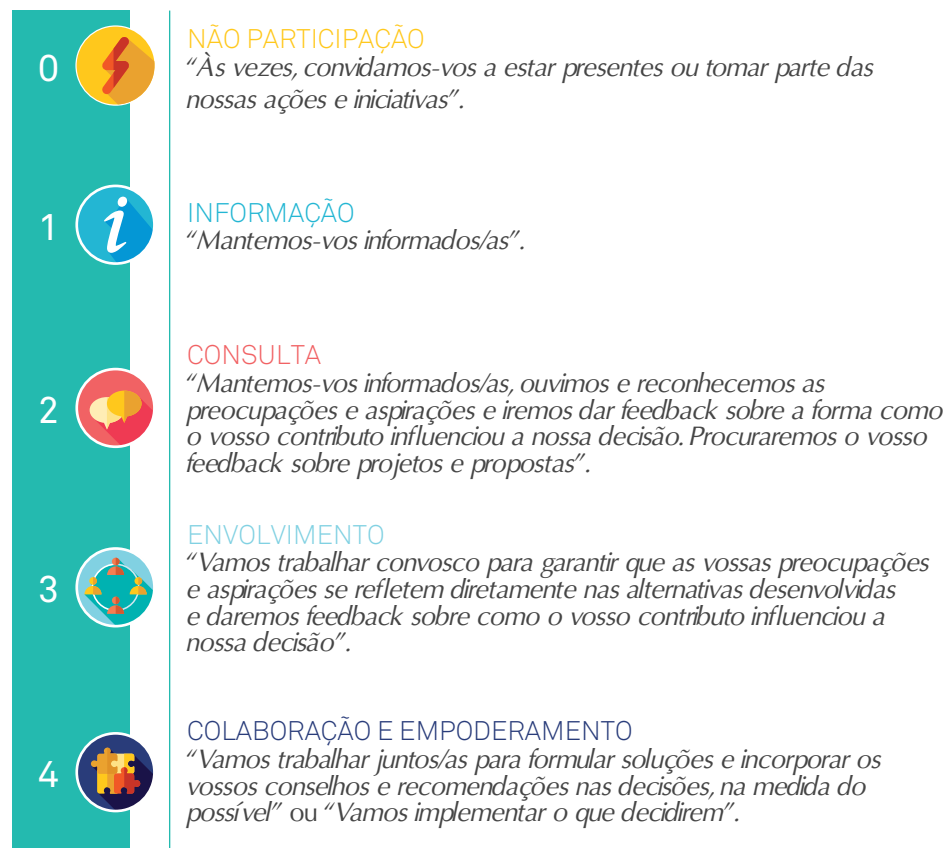 0
NÃO PARTICIPAÇÃO
“Às vezes, convidamos-vos a estar presentes ou tomar parte das
nossas ações e iniciativas”.
1
i
INFORMAÇÃO
“Mantemos-vos informados/as”.
2
CONSULTA
“Mantemos-vos informados/as, ouvimos e reconhecemos as
preocupações e aspirações e iremos dar feedback sobre a forma como
o vosso contributo influenciou a nossa decisão. Procuraremos o vosso
feedback sobre projetos e propostas”.
3
ENVOLVIMENTO
“Vamos trabalhar convosco para garantir que as vossas preocupações
e aspirações se refletem diretamente nas alternativas desenvolvidas
e daremos feedback sobre como o vosso contributo influenciou a
nossa decisão”.
4
COLABORAÇÃO E EMPODERAMENTO
“Vamos trabalhar juntos/as para formular soluções e incorporar os
vossos conselhos e recomendações nas decisões, na medida do
possível” ou “Vamos implementar o que decidirem”.